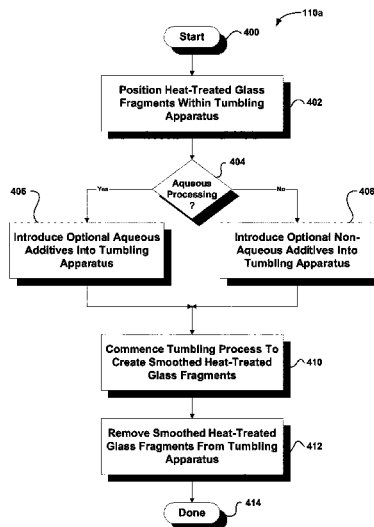 110a
Start
400
Position Heat-Treated Glass
Fragments Within Tumbling
Apparatus
402
404
Aqueous
Processing
?
Yes
No
406
408
Introduce Optional Aqueous
Additives Into Tumbling
Apparatus
Introduce Optional Non-
Aqueous Additives Into
Tumbling Apparatus
Commence Tumbling Process To
Create Smoothed Heat-Treated
Glass Fragments
410
Remove Smoothed Heat-Treated
Glass Fragments From Tumbling
Apparatus
412
Done
414